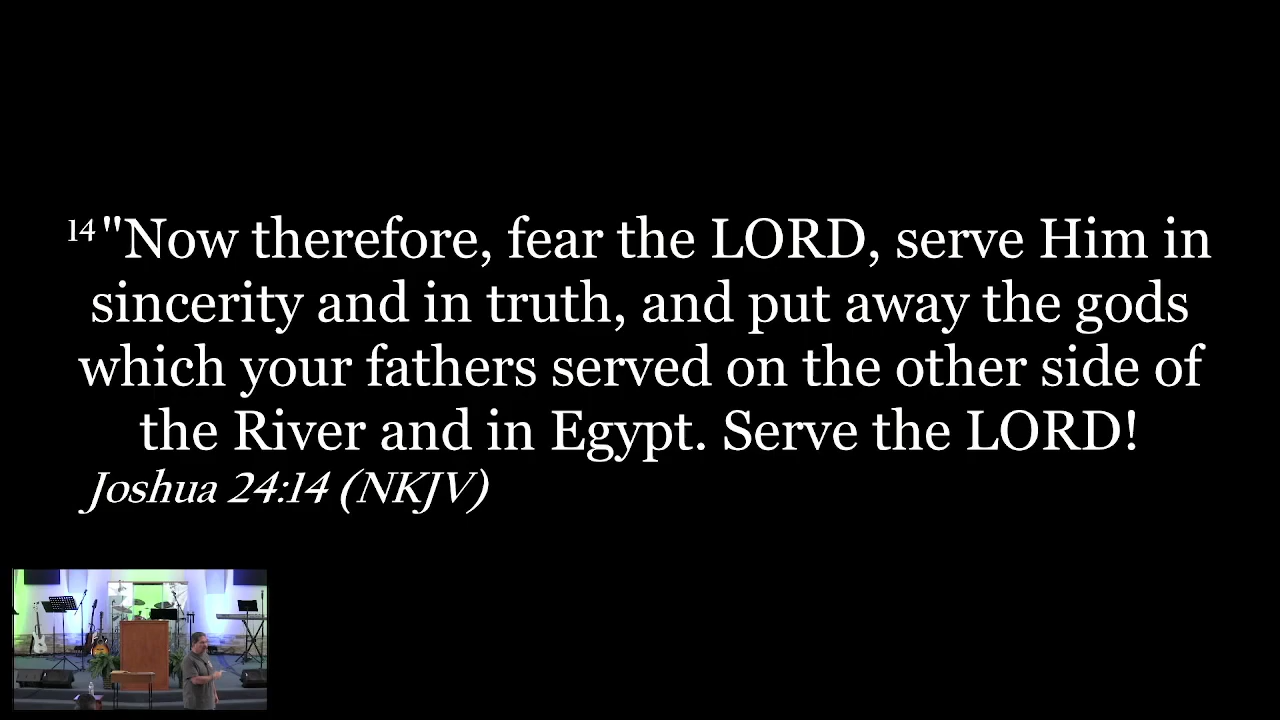 14"Now therefore, fear the LORD, serve Him in
sincerity and in truth, and put away the gods
which your fathers served on the other side of
the River and in Egypt. Serve the LORD!
Joshua 24:14 (NKJV)